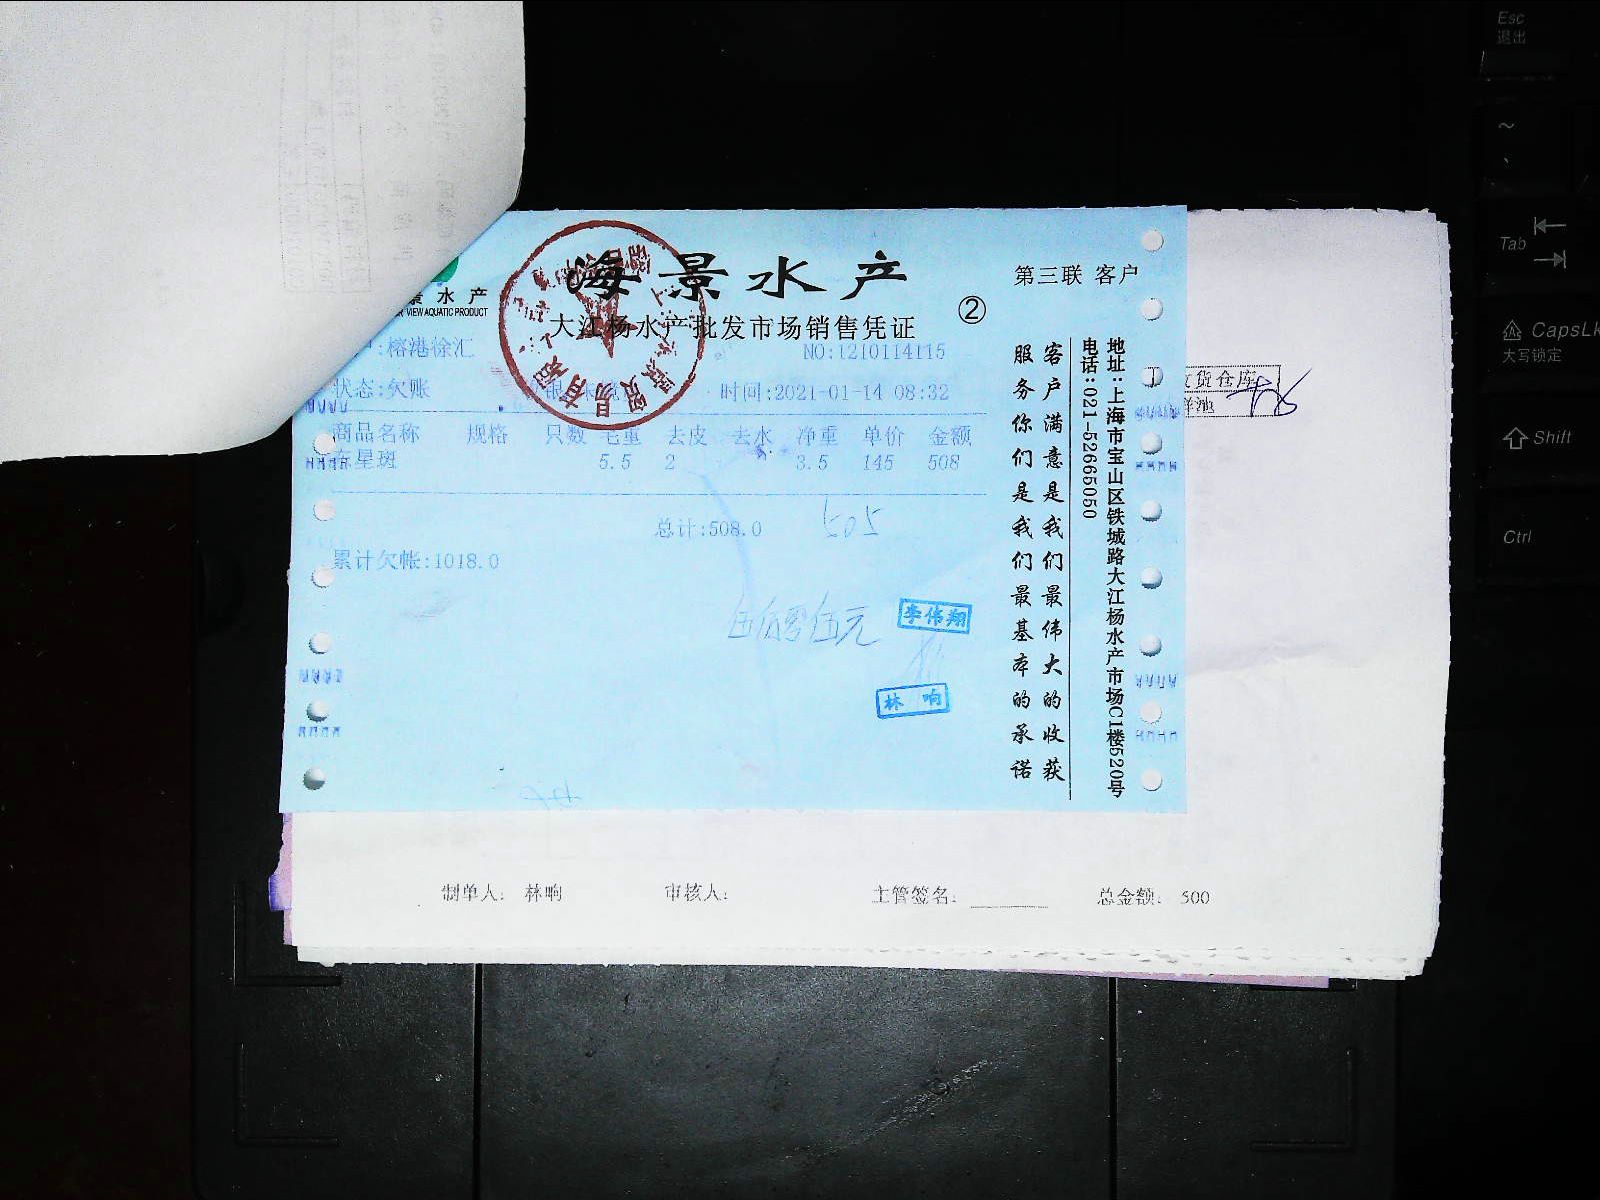 海景水产
景水产
VIEW AQUATIC PRODUCT
大江杨水产批发市场销售凭证
②
第三联 客户
:榕港徐汇
NO:1210114115
状态:欠账
时间:2021-01-14 08:32
商品名称 规格 只数 毛重 去皮 去水 净重 单价 金额
东星斑 5.5 2 3.5 145 508
总计:508.0
505
累计欠帐:1018.0
伍佰零伍元
李伟翔
林响
客户满意是我们最伟大的收获
服务你们是我们最基本的承诺
地址:上海市宝山区铁城路大江杨水产市场C1楼520号
电话:021-52665050
货仓库
制单人: 林响
审核人:
主管签名:
总金额: 500
Esc
退出
~
Tab
CapsLk
大写锁定
Shift
Ctrl